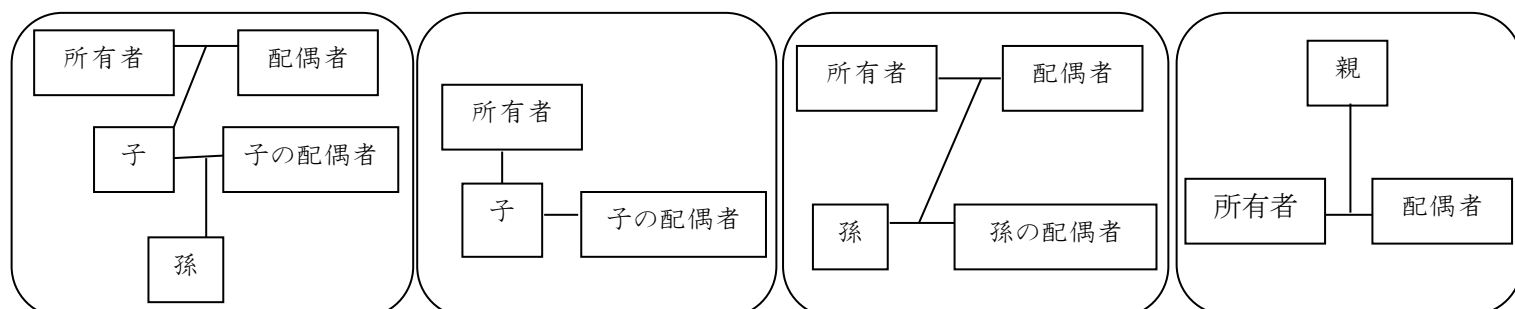 所有者
配偶者
子
子の配偶者
孫
所有者
子
子の配偶者
所有者
配偶者
孫
孫の配偶者
親
所有者
配偶者